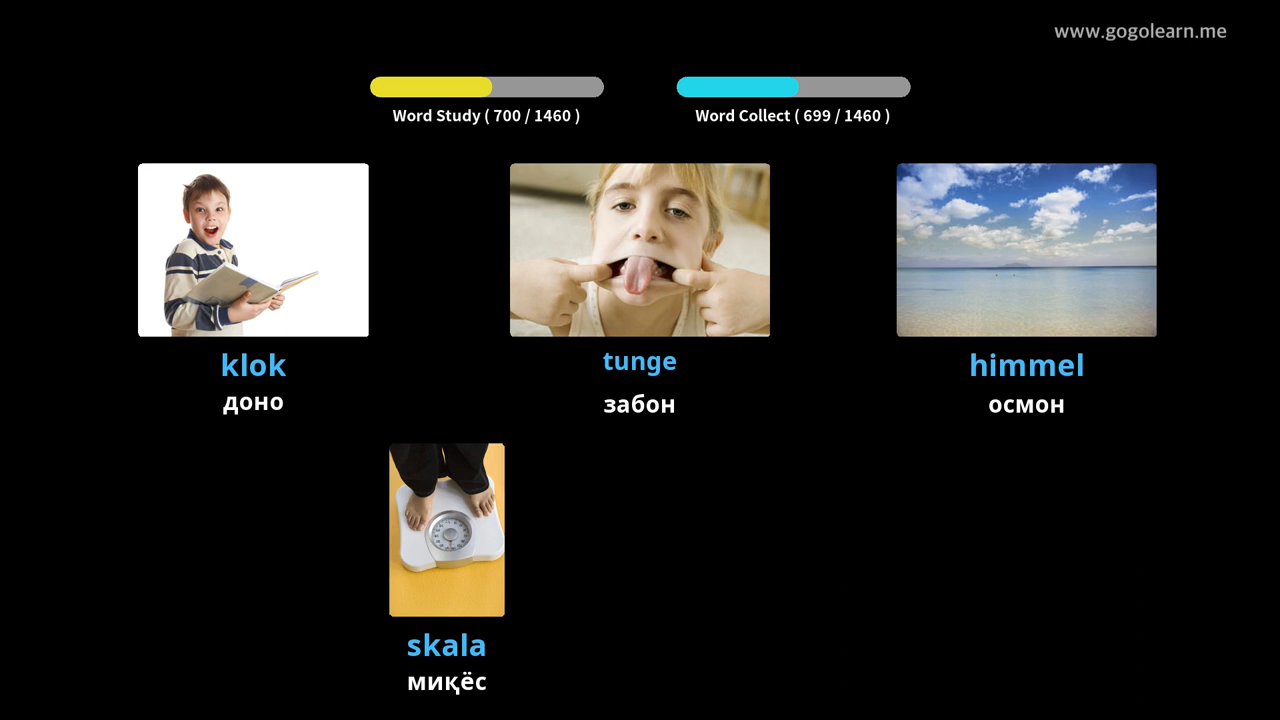 www.gogolearn.me
Word Study ( 700 / 1460 )
Word Collect ( 699 / 1460 )
klok
доно
tunge
забон
himmel
осмон
skala
миқёс